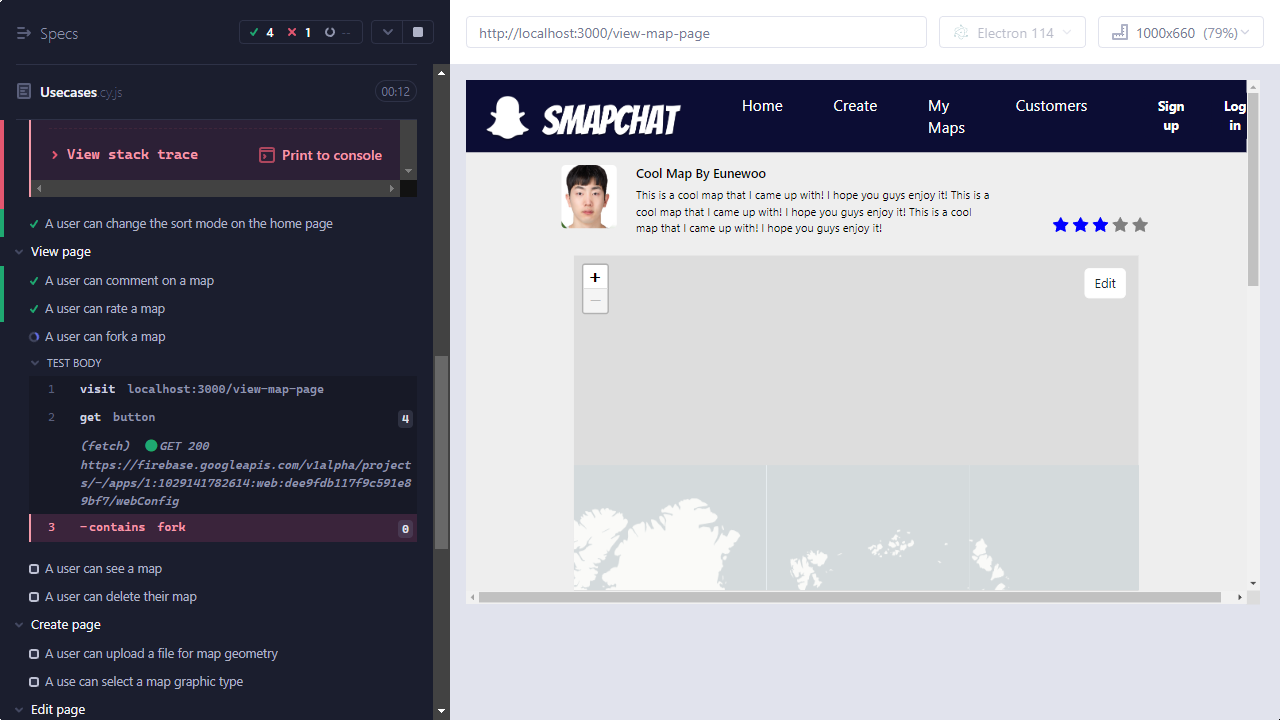 Specs
4
1
--
Usecases.cy.js
00:12
View stack trace
Print to console
A user can change the sort mode on the home page
View page
A user can comment on a map
A user can rate a map
A user can fork a map
TEST BODY
1 visit localhost:3000/view-map-page
2 get button 4
(fetch) GET 200
https://firebase.googleapis.com/v1alpha/project
s/-/apps/1:1029141782614:web:dee9fdb117f9c591e8
9bf7/webConfig
3 -contains fork 0
A user can see a map
A user can delete their map
Create page
A user can upload a file for map geometry
A use can select a map graphic type
Edit page
http://localhost:3000/view-map-page
Electron 114
1000x660 (79%)
SMAPCHAT
Home
Create
My
Maps
Customers
Sign
up
Log
in
Cool Map By Eunewoo
This is a cool map that I came up with! I hope you guys enjoy it! This is a
cool map that I came up with! I hope you guys enjoy it! This is a cool
map that I came up with! I hope you guys enjoy it!
+
−
Edit